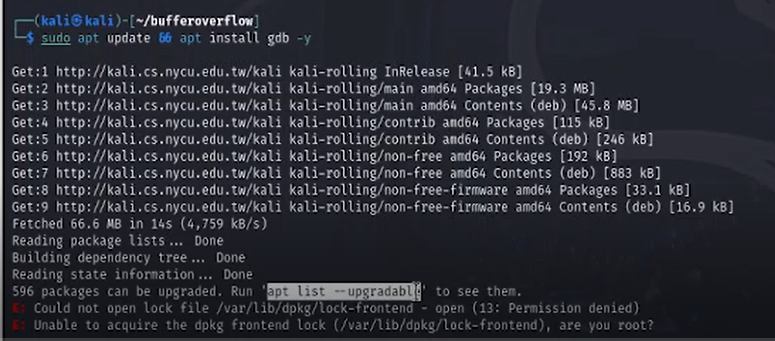 ┌──(kali㉿kali)-[~/bufferoverflow]
└─$ sudo apt update && apt install gdb -y
Get:1 http://kali.cs.nycu.edu.tw/kali kali-rolling InRelease [41.5 kB]
Get:2 http://kali.cs.nycu.edu.tw/kali kali-rolling/main amd64 Packages [19.3 MB]
Get:3 http://kali.cs.nycu.edu.tw/kali kali-rolling/main amd64 Contents (deb) [45.8 MB]
Get:4 http://kali.cs.nycu.edu.tw/kali kali-rolling/contrib amd64 Packages [115 kB]
Get:5 http://kali.cs.nycu.edu.tw/kali kali-rolling/contrib amd64 Contents (deb) [246 kB]
Get:6 http://kali.cs.nycu.edu.tw/kali kali-rolling/non-free amd64 Packages [192 kB]
Get:7 http://kali.cs.nycu.edu.tw/kali kali-rolling/non-free amd64 Contents (deb) [883 kB]
Get:8 http://kali.cs.nycu.edu.tw/kali kali-rolling/non-free-firmware amd64 Packages [33.1 kB]
Get:9 http://kali.cs.nycu.edu.tw/kali kali-rolling/non-free-firmware amd64 Contents (deb) [16.9 kB]
Fetched 66.6 MB in 14s (4,759 kB/s)
Reading package lists... Done
Building dependency tree... Done
Reading state information... Done
596 packages can be upgraded. Run 'apt list --upgradable' to see them.
E: Could not open lock file /var/lib/dpkg/lock-frontend - open (13: Permission denied)
E: Unable to acquire the dpkg frontend lock (/var/lib/dpkg/lock-frontend), are you root?